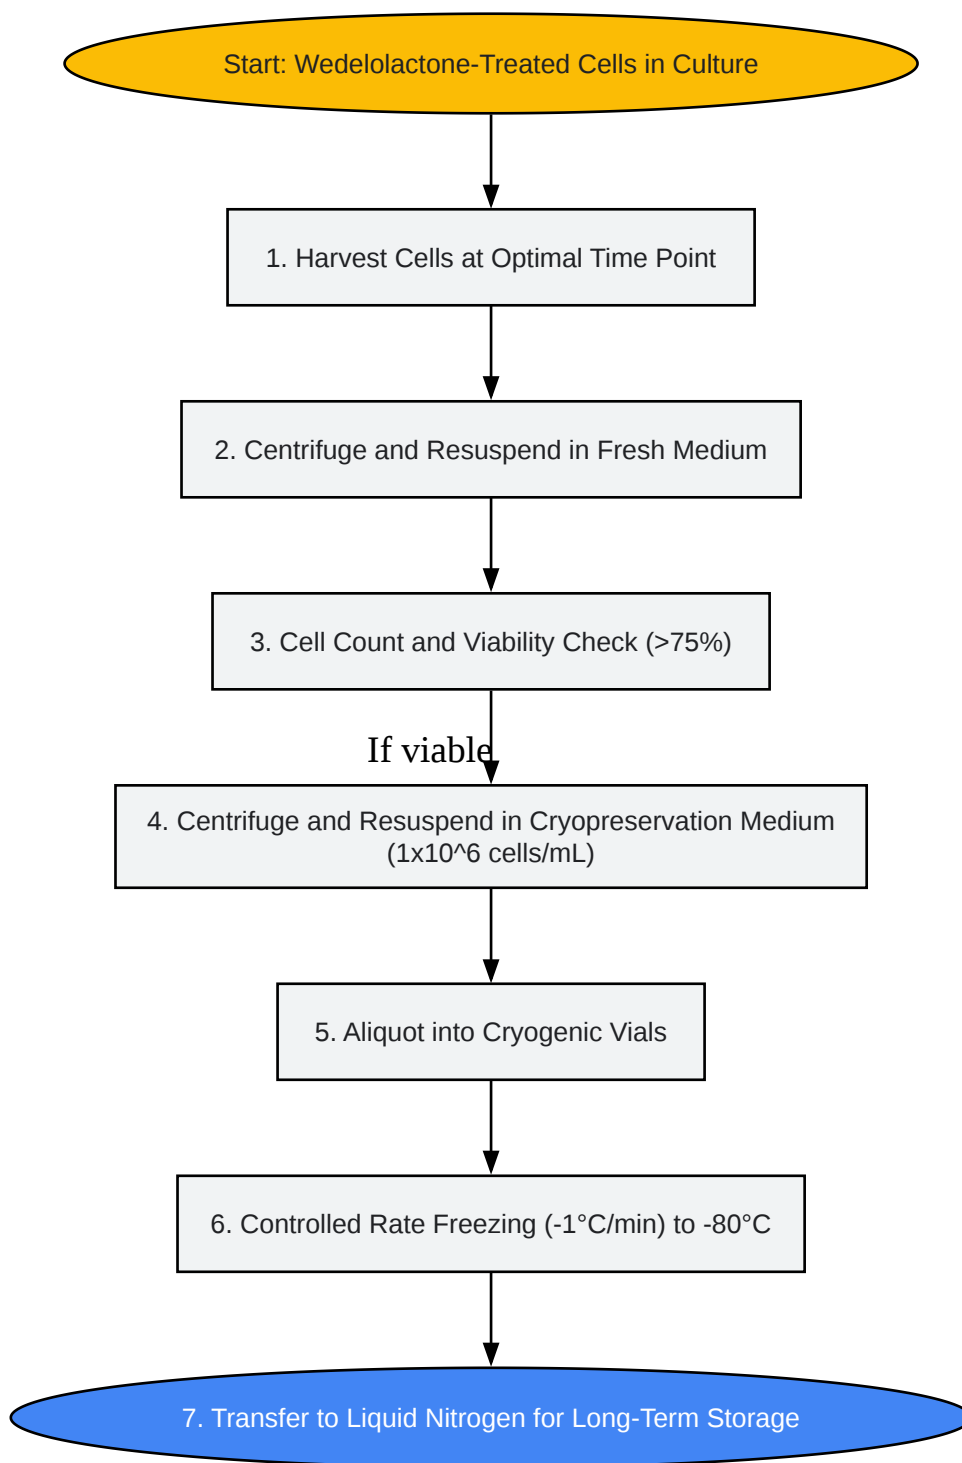 Start: Wedelolactone-Treated Cells in Culture
1. Harvest Cells at Optimal Time Point
2. Centrifuge and Resuspend in Fresh Medium
3. Cell Count and Viability Check (>75%)
If viable
4. Centrifuge and Resuspend in Cryopreservation Medium
(1x10^6 cells/mL)
5. Aliquot into Cryogenic Vials
6. Controlled Rate Freezing (-1°C/min) to -80°C
7. Transfer to Liquid Nitrogen for Long-Term Storage